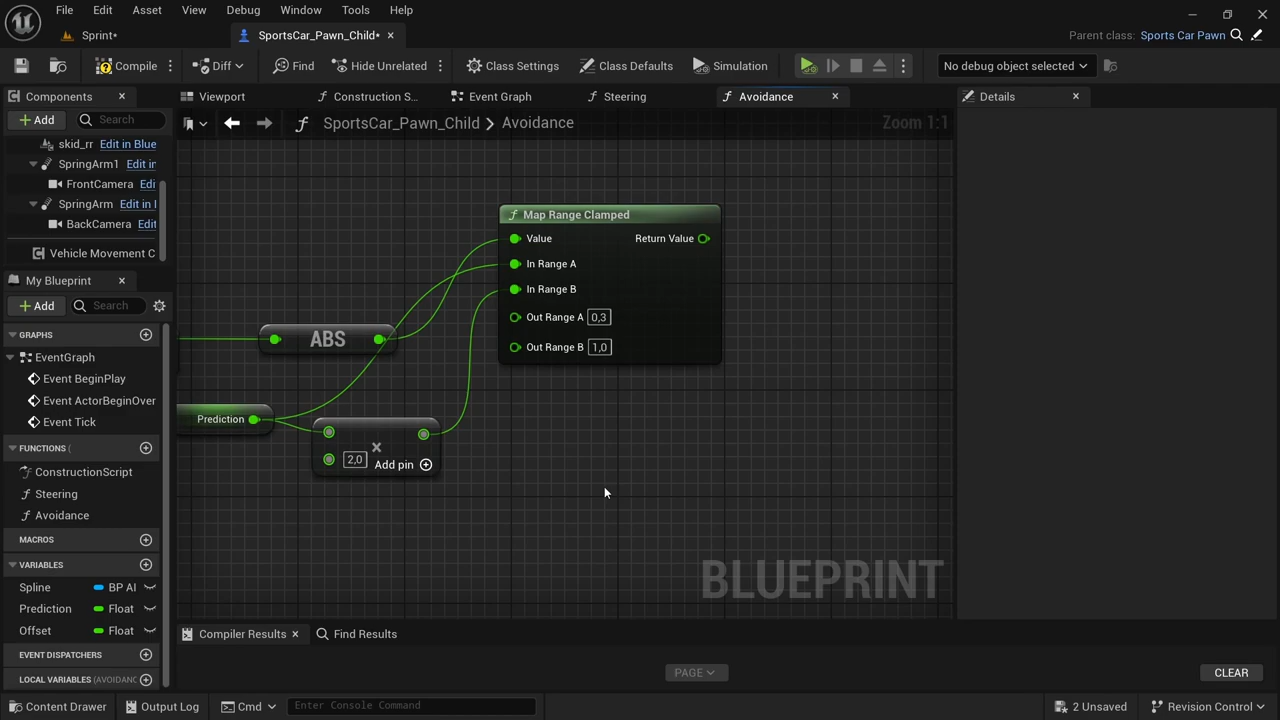 File Edit Asset View Debug Window Tools Help
Sprint* SportsCar_Pawn_Child* Parent class: Sports Car Pawn
Compile Diff Find Hide Unrelated Class Settings Class Defaults Simulation No debug object selected
Components Viewport Construction S... Event Graph Steering Avoidance Details
Add Search
SportsCar_Pawn_Child > Avoidance Zoom 1:1
skid_rr Edit in Blue
SpringArm1 Edit in
FrontCamera Edi
SpringArm Edit in I
BackCamera Edit
Vehicle Movement C
My Blueprint
Add Search
GRAPHS
EventGraph
Event BeginPlay
Event ActorBeginOver
Event Tick
FUNCTIONS (
ConstructionScript
Steering
Avoidance
MACROS
VARIABLES
Spline BP AI
Prediction Float
Offset Float
EVENT DISPATCHERS
LOCAL VARIABLES (AVOIDANC
Map Range Clamped
Value Return Value
In Range A
In Range B
Out Range A 0,3
Out Range B 1,0
ABS
Prediction
2,0 Add pin
BLUEPRINT
Compiler Results Find Results
PAGE CLEAR
Content Drawer Output Log Cmd Enter Console Command 2 Unsaved Revision Control